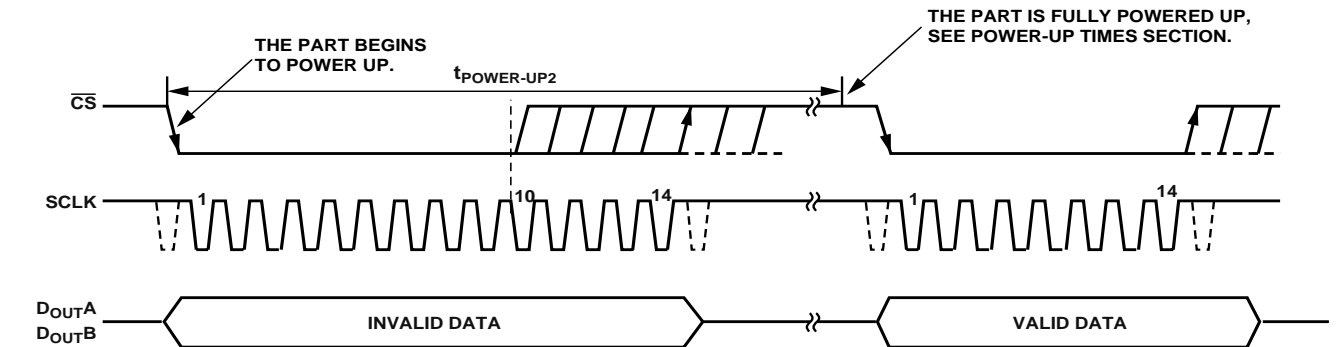 THE PART IS FULLY POWERED UP,
SEE POWER-UP TIMES SECTION.
THE PART BEGINS
TO POWER UP.
tPOWER-UP2
CS
SCLK
1
10
14
1
14
DOUTA
DOUTB
INVALID DATA
VALID DATA